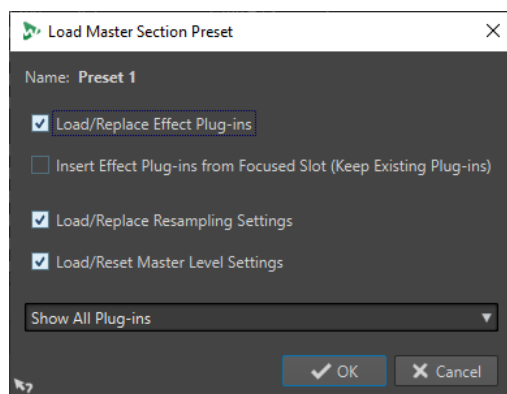 Load Master Section Preset
Name: Preset 1
Load/Replace Effect Plug-ins
Insert Effect Plug-ins from Focused Slot (Keep Existing Plug-ins)
Load/Replace Resampling Settings
Load/Reset Master Level Settings
Show All Plug-ins
OK Cancel